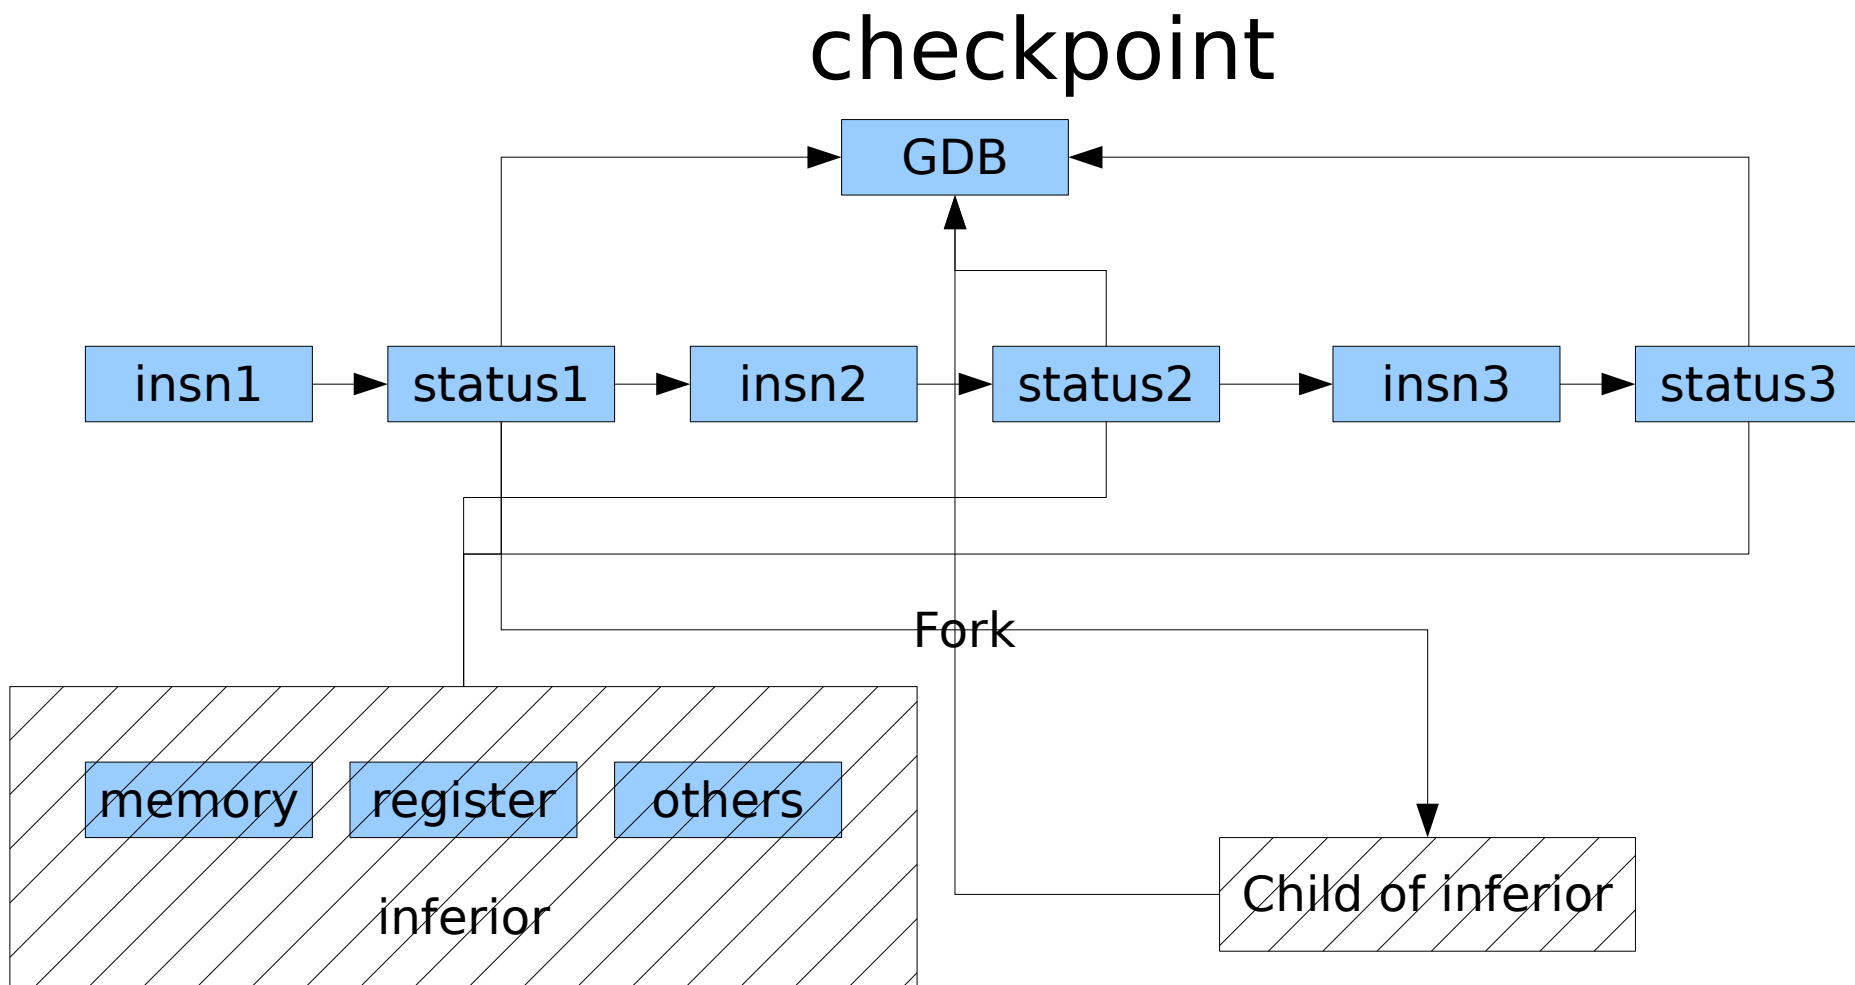 checkpoint
GDB
insn1
status1
insn2
status2
insn3
status3
Fork
memory
register
others
inferior
Child of inferior